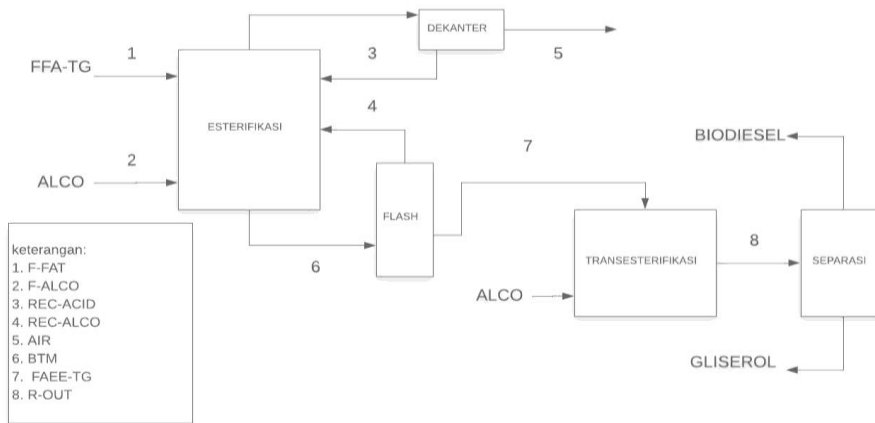 DEKANTER
1
3
5
FFA-TG
ESTERIFIKASI
4
2
ALCO
7
BIODIESEL
FLASH
6
TRANSESTERIFIKASI
8
SEPARASI
ALCO
GLISEROL
keterangan:
1. F-FAT
2. F-ALCO
3. REC-ACID
4. REC-ALCO
5. AIR
6. BTM
7. FAEE-TG
8. R-OUT